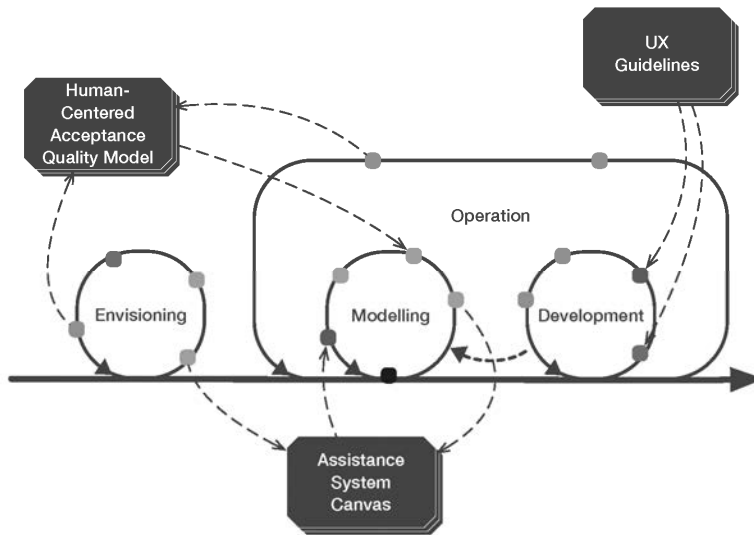 UX
Guidelines
Human-
Centered
Acceptance
Quality Model
Operation
Envisioning
Modelling
Development
Assistance
System
Canvas